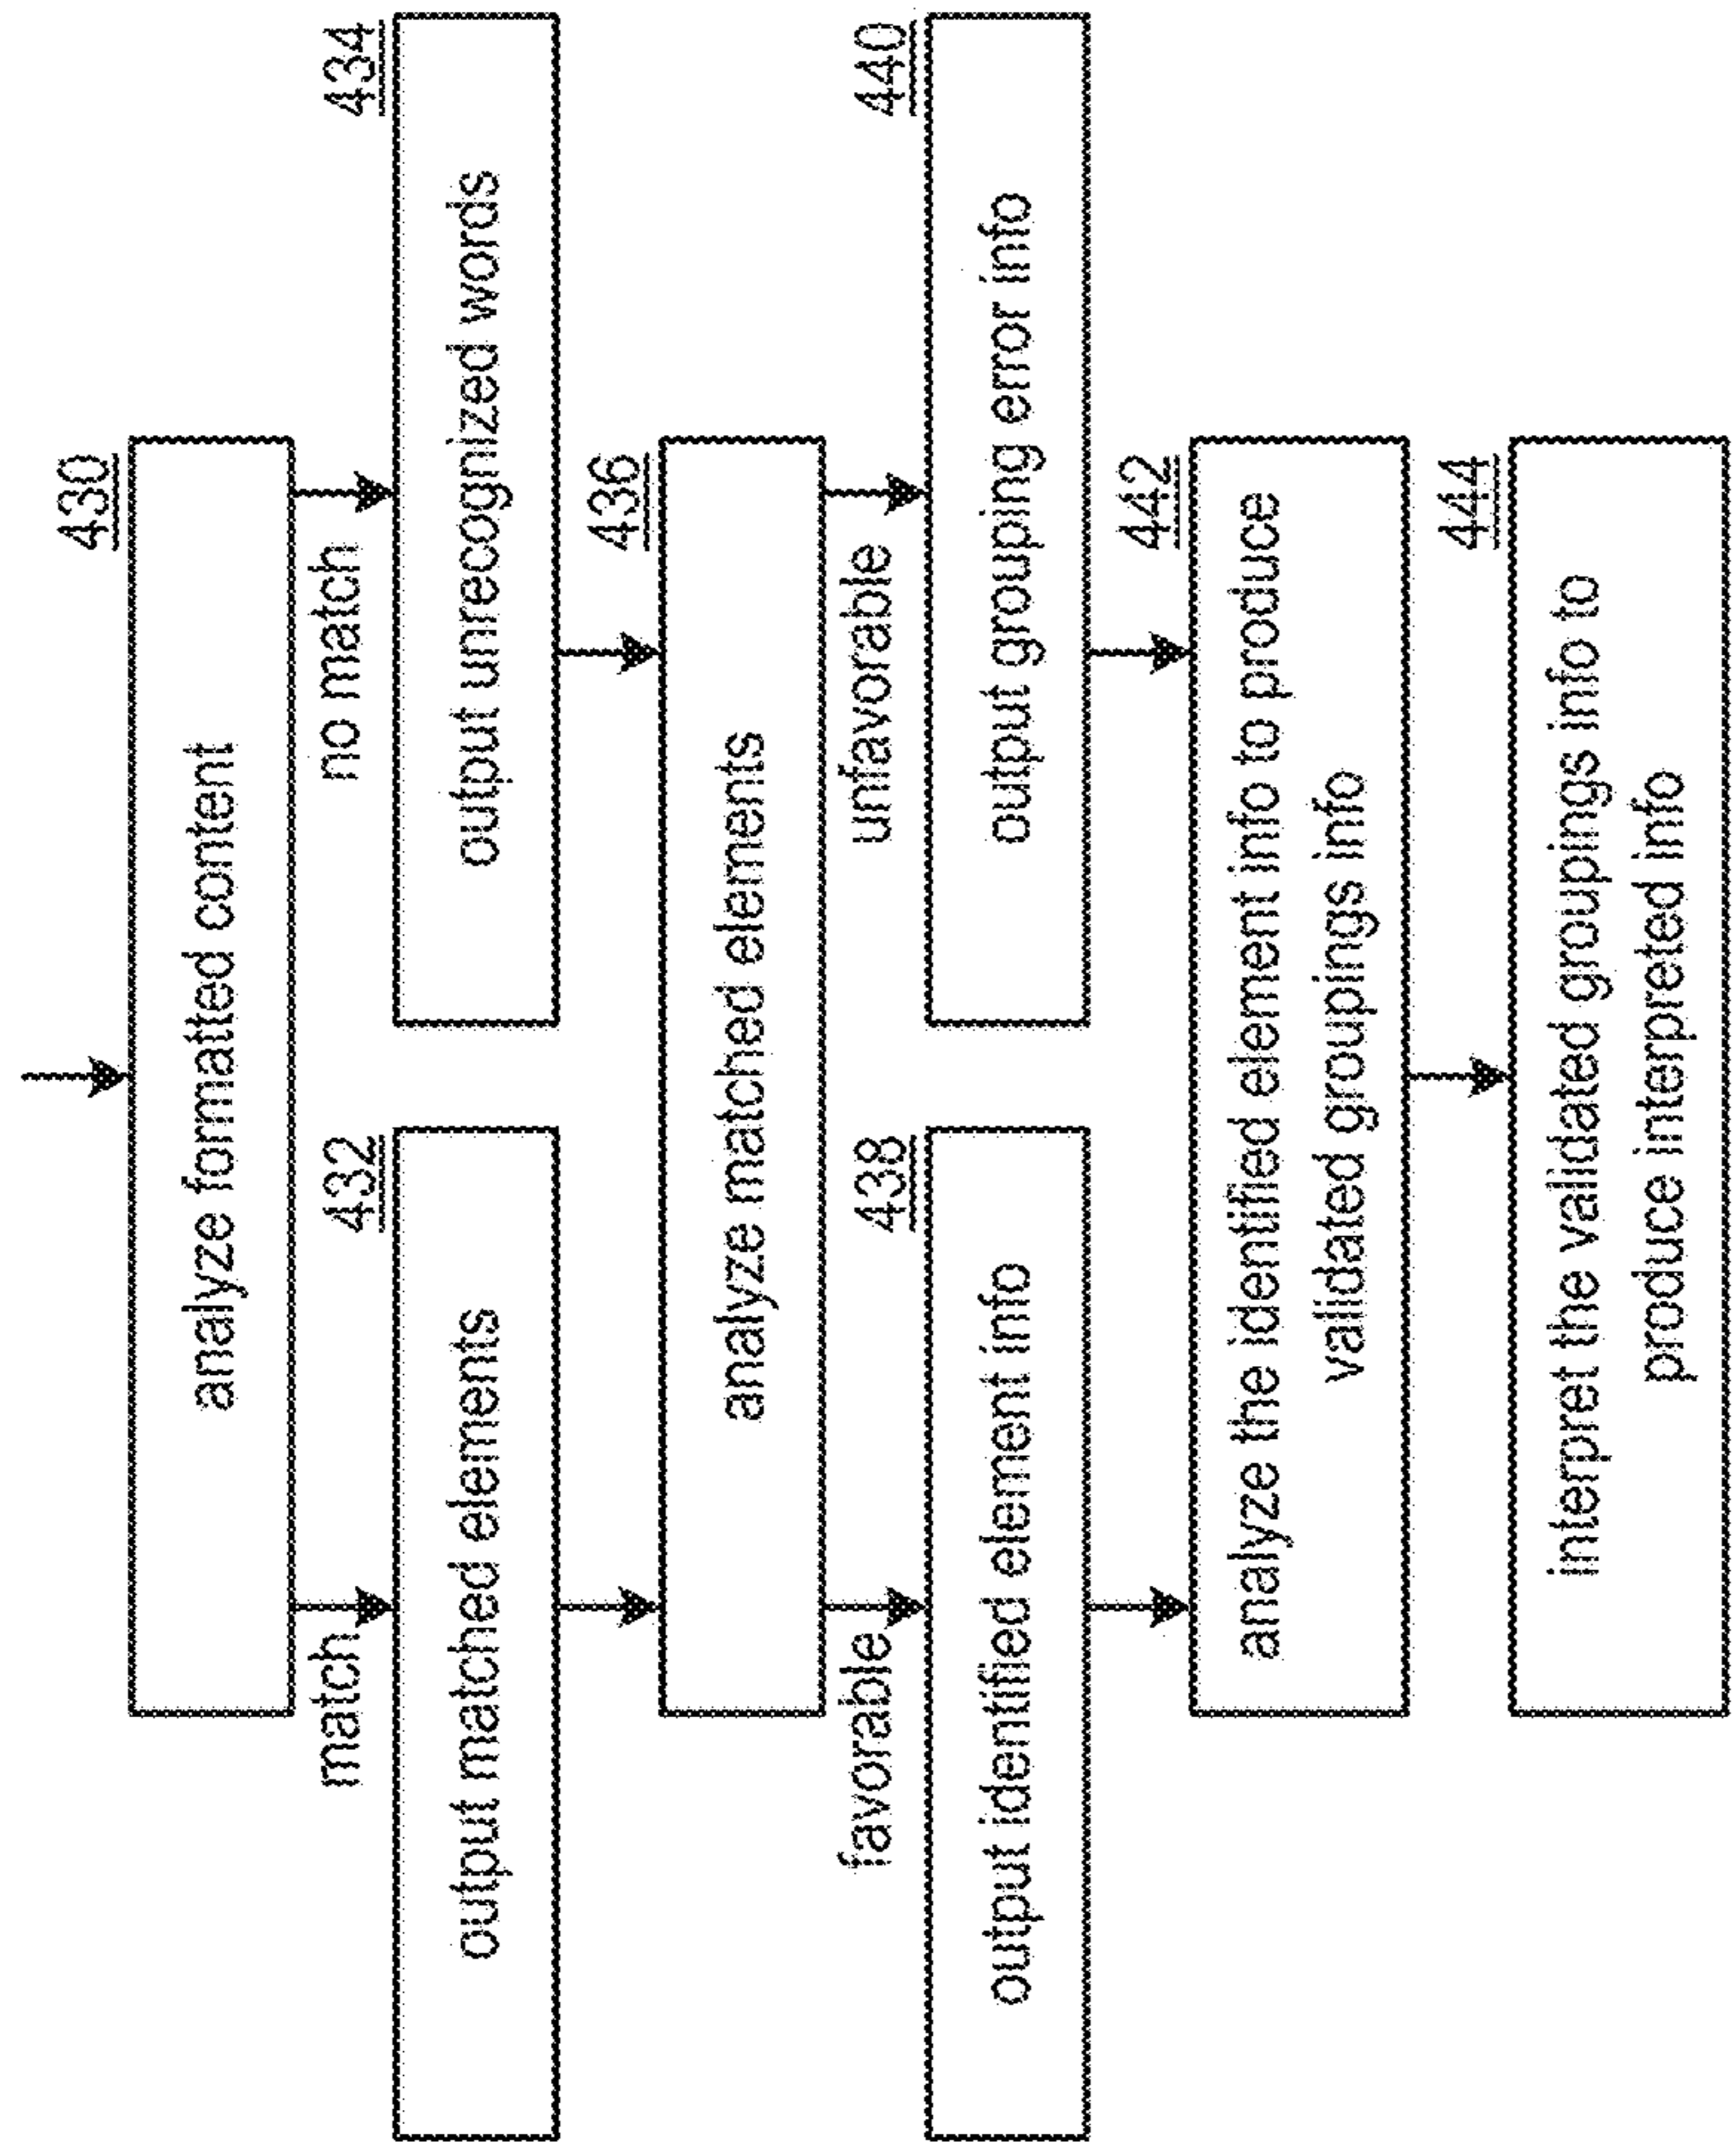 430
analyze formatted content
match
no match
432
434
output matched elements
output unrecognized words
436
analyze matched elements
favorable
unfavorable
438
440
output identified element info
output grouping error info
442
analyze the identified element info to produce
validated groupings info
444
interpret the validated groupings info to
produce interpreted info